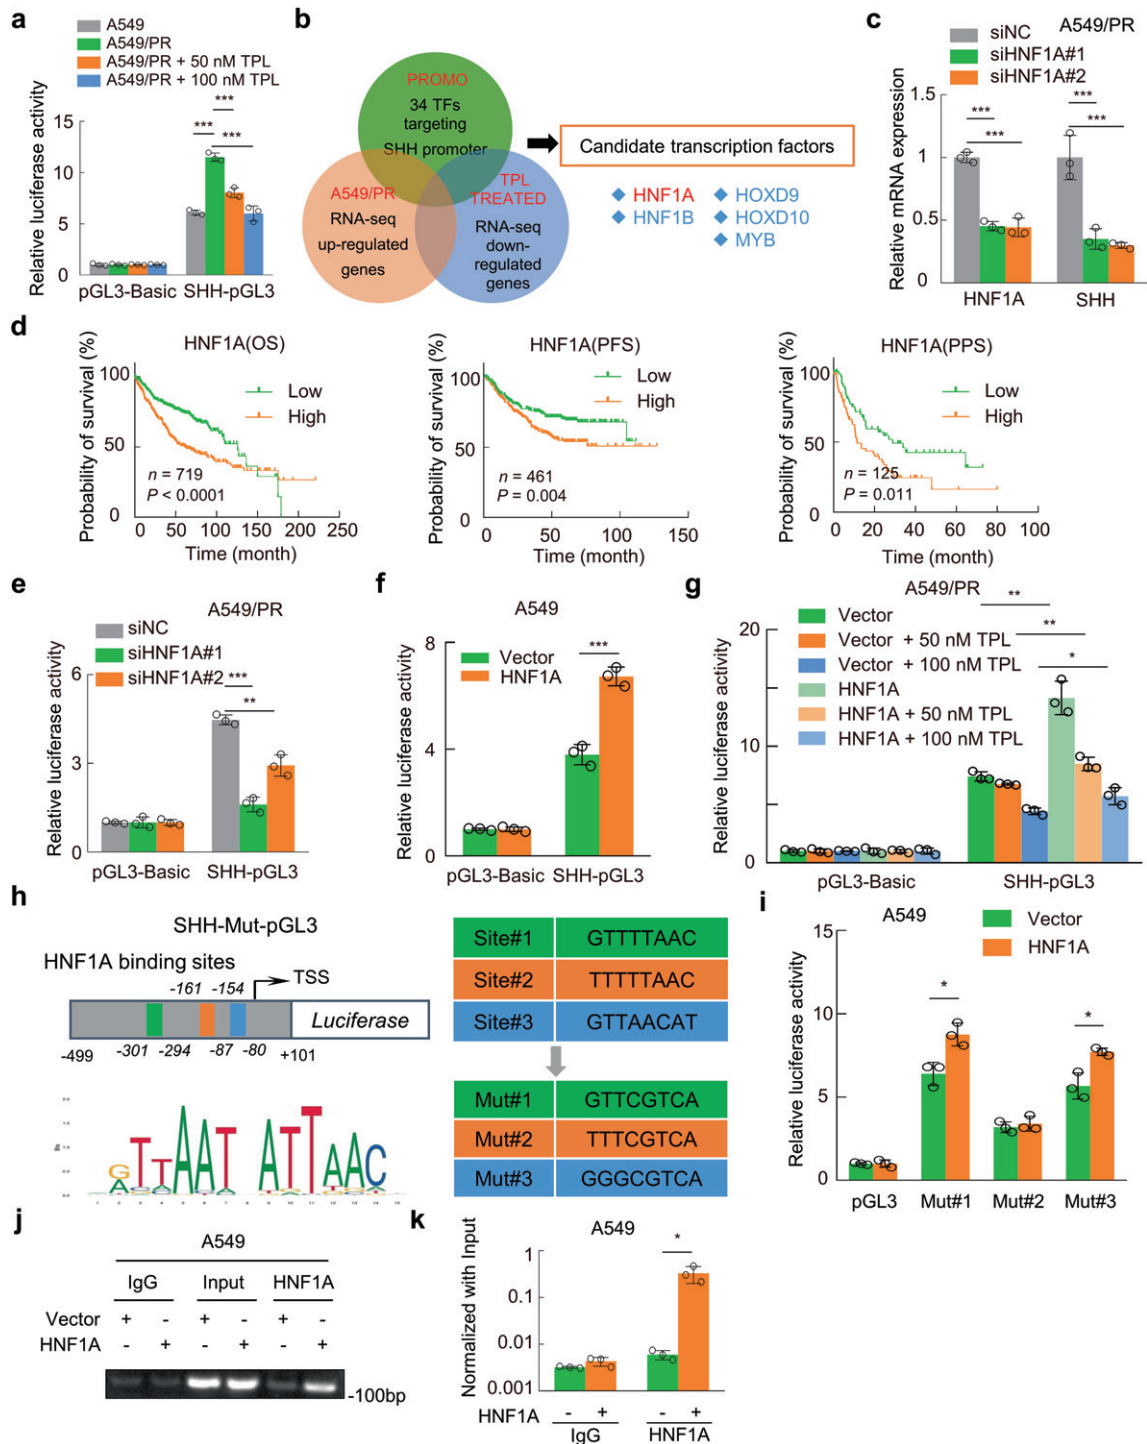 a
A549
A549/PR
A549/PR + 50 nM TPL
A549/PR + 100 nM TPL
Relative luciferase activity
15
10
5
0
***
***
***
pGL3-Basic
SHH-pGL3
b
PROMO
34 TFs
targeting
SHH promoter
A549/PR
RNA-seq
up-regulated
genes
TPL
TREATED
RNA-seq
down-
regulated
genes
Candidate transcription factors
HNF1A
HNF1B
HOXD9
HOXD10
MYB
c
siNC
A549/PR
siHNF1A#1
siHNF1A#2
Relative mRNA expression
1.5
1.0
0.5
0
***
***
***
***
HNF1A
SHH
d
HNF1A(OS)
Probability of survival (%)
100
50
0
Low
High
n = 719
P < 0.0001
0 50 100 150 200 250
Time (month)
HNF1A(PFS)
Probability of survival (%)
100
50
0
Low
High
n = 461
P = 0.004
0 50 100 150
Time (month)
HNF1A(PPS)
Probability of survival (%)
100
50
0
Low
High
n = 125
P = 0.011
0 20 40 60 80 100
Time (month)
e
A549/PR
siNC
siHNF1A#1
siHNF1A#2
Relative luciferase activity
6
3
0
***
**
pGL3-Basic
SHH-pGL3
f
A549
Vector
HNF1A
Relative luciferase activity
8
4
0
***
pGL3-Basic
SHH-pGL3
g
A549/PR
Vector
Vector + 50 nM TPL
Vector + 100 nM TPL
HNF1A
HNF1A + 50 nM TPL
HNF1A + 100 nM TPL
Relative luciferase activity
20
10
0
**
**
*
pGL3-Basic
SHH-pGL3
h
SHH-Mut-pGL3
HNF1A binding sites
-161 -154
TSS
Luciferase
-499
-301
-294
-87
-80
+101
Site#1 GTTTTAAC
Site#2 TTTTTAAC
Site#3 GTTAACAT
Mut#1 GTTCGTCA
Mut#2 TTTCGTCA
Mut#3 GGGCGTCA
i
A549
Vector
HNF1A
Relative luciferase activity
15
10
5
0
*
*
pGL3
Mut#1
Mut#2
Mut#3
j
A549
IgG
Input
HNF1A
Vector + - + - + -
HNF1A - + - + - +
-100bp
k
A549
Normalized with Input
1
0.1
0.01
0.001
*
HNF1A - + - +
IgG
HNF1A